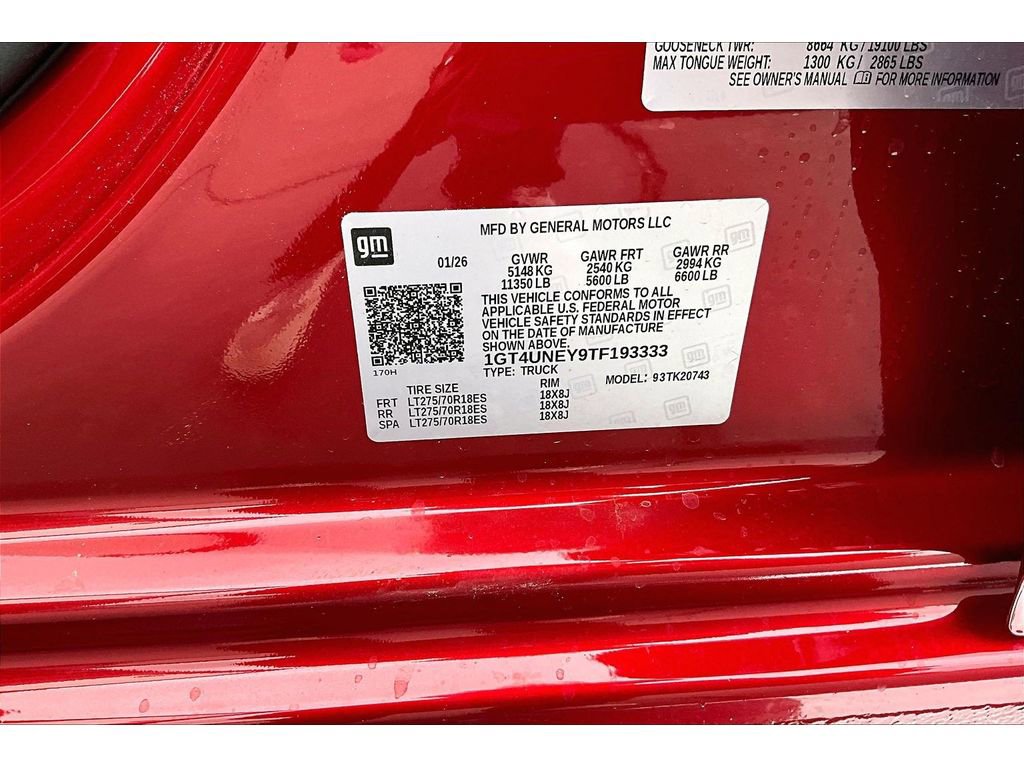 GOOSENECK TWR: 8664 KG / 19100 LBS
MAX TONGUE WEIGHT: 1300 KG / 2865 LBS
SEE OWNER'S MANUAL FOR MORE INFORMATION
gm
MFD BY GENERAL MOTORS LLC
01/26 GVWR GAWR FRT GAWR RR
5148 KG 2540 KG 2994 KG
11350 LB 5600 LB 6600 LB
THIS VEHICLE CONFORMS TO ALL
APPLICABLE U.S. FEDERAL MOTOR
VEHICLE SAFETY STANDARDS IN EFFECT
ON THE DATE OF MANUFACTURE
SHOWN ABOVE.
170H
1GT4UNEY9TF193333
TYPE: TRUCK MODEL: 93TK20743
TIRE SIZE RIM
FRT LT275/70R18ES 18X8J
RR LT275/70R18ES 18X8J
SPA LT275/70R18ES 18X8J